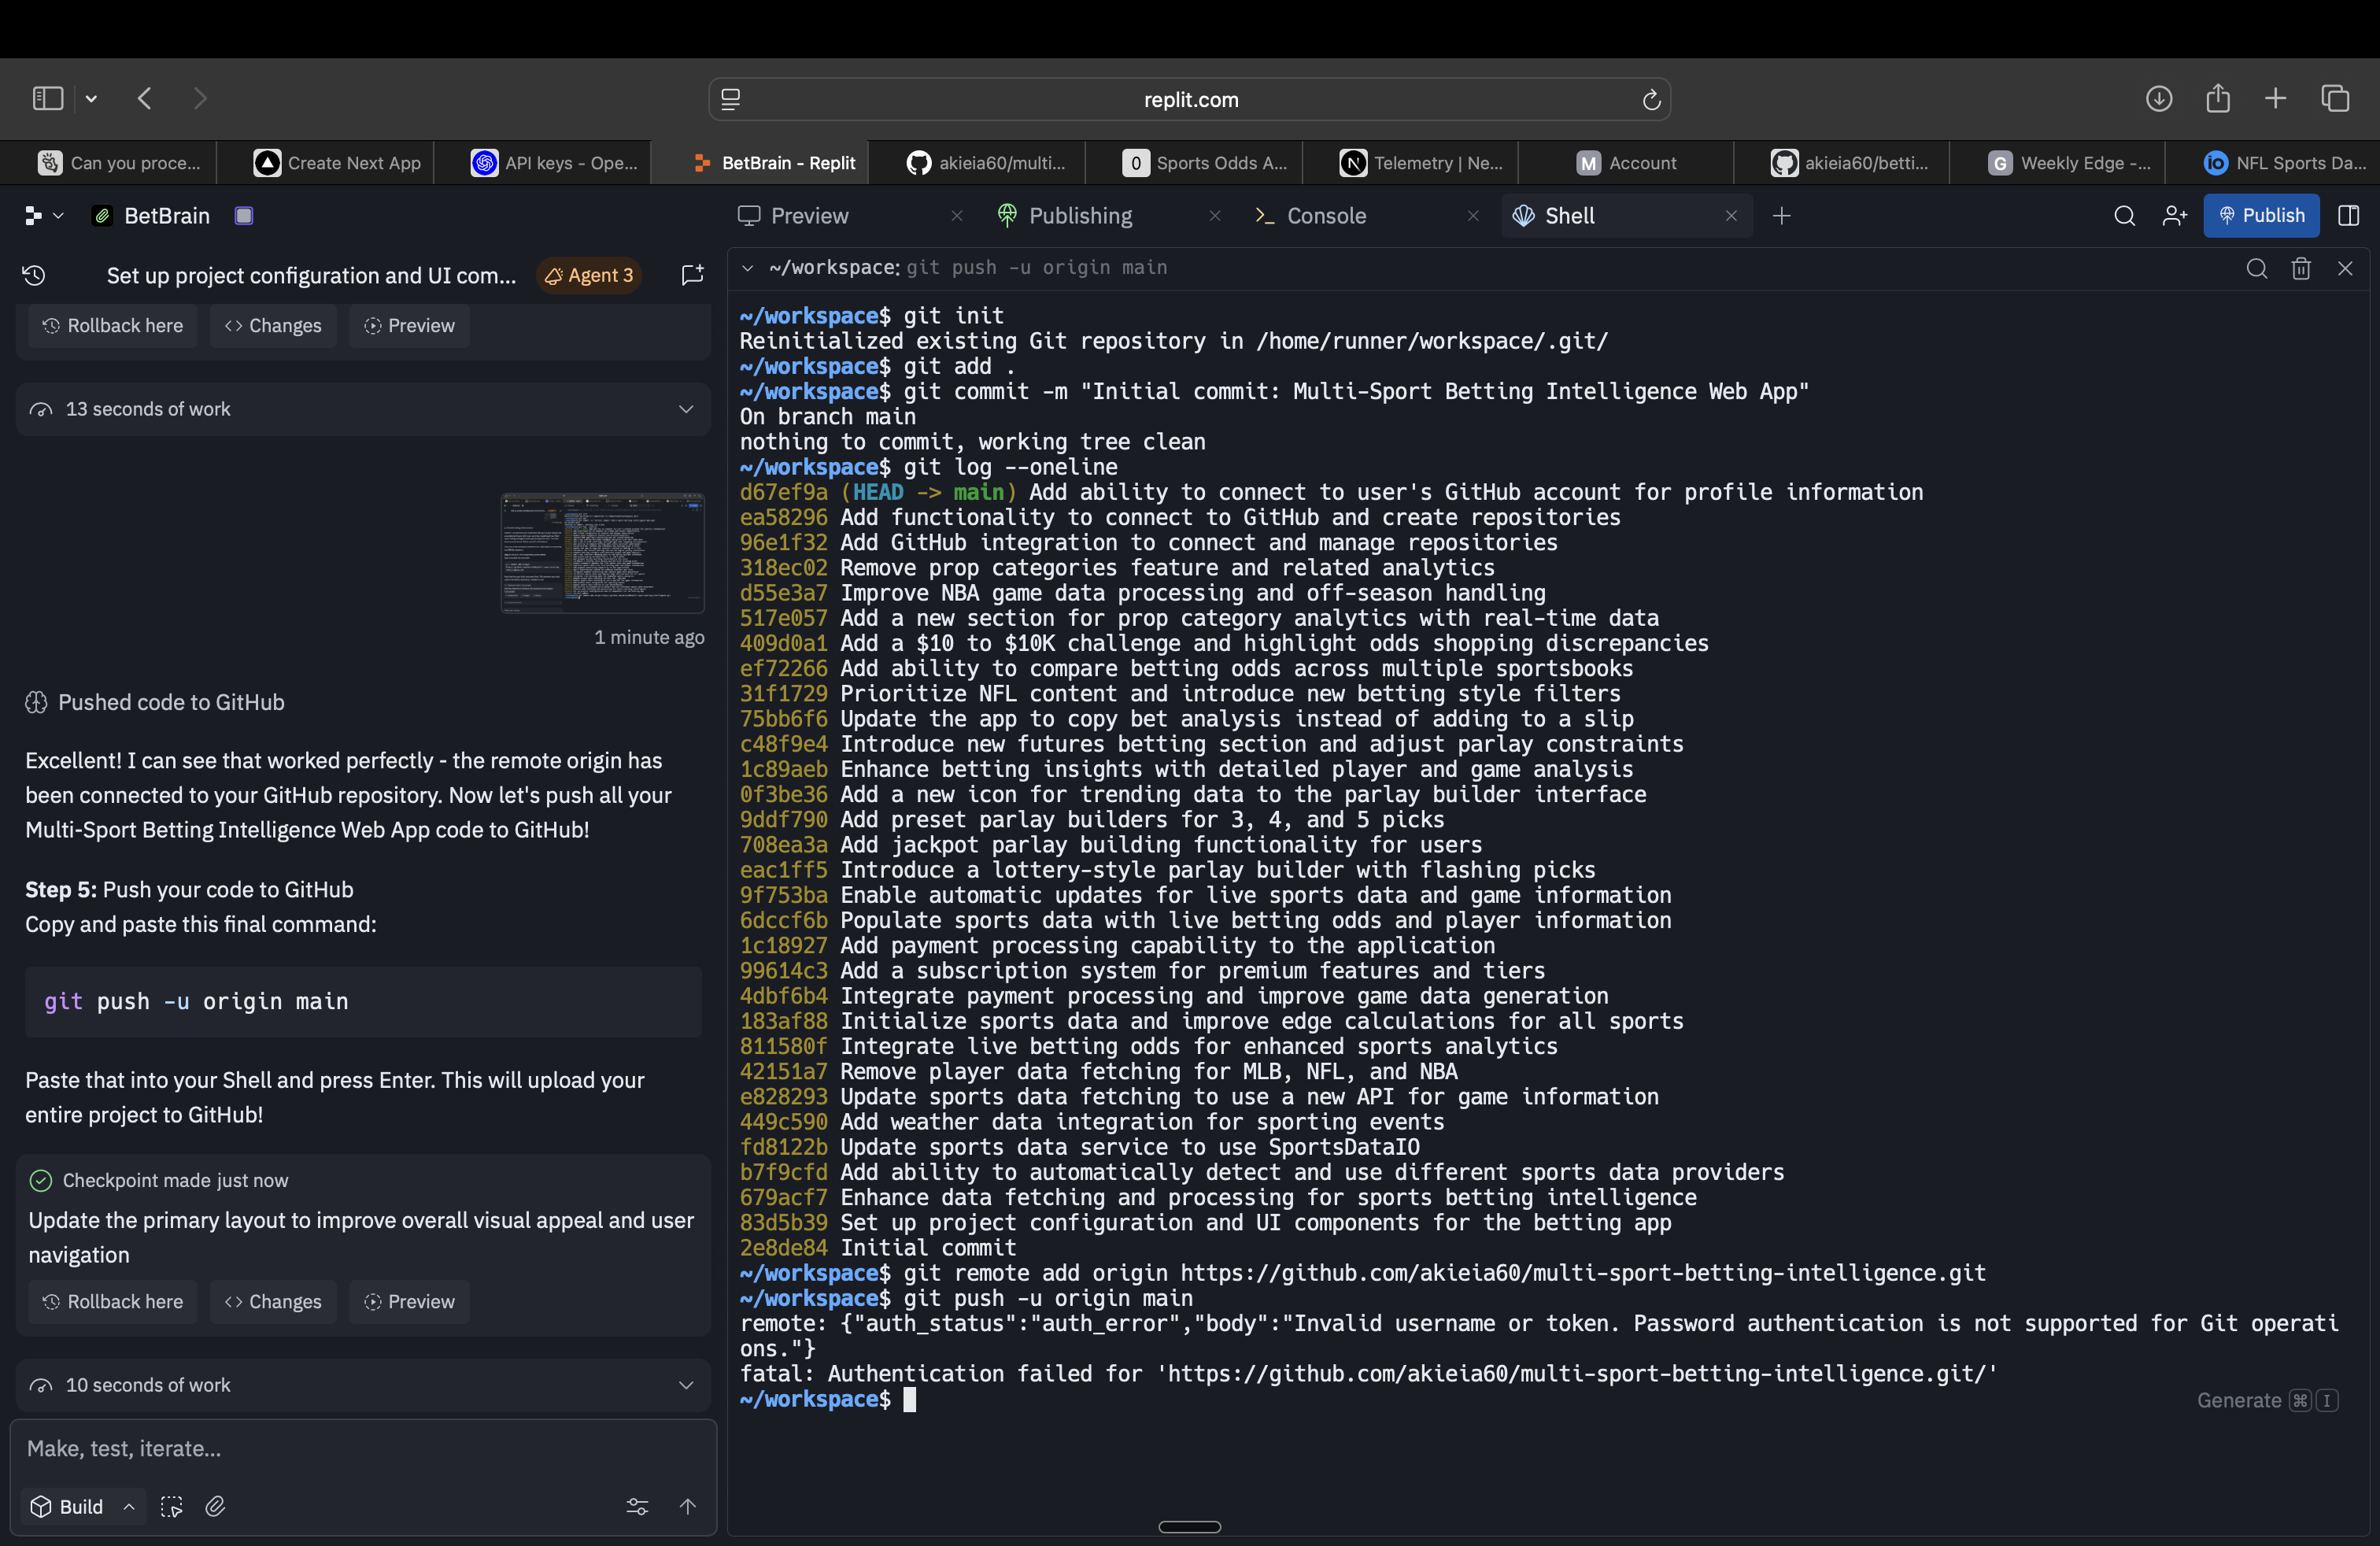 replit.com
Can you proce...
Create Next App
API keys - Ope...
BetBrain - Replit
akieia60/multi...
0
Sports Odds A...
N
Telemetry | Ne...
M
Account
akieia60/betti...
G
Weekly Edge -...
io
NFL Sports Da...
BetBrain
Preview
Publishing
Console
Shell
Publish
Set up project configuration and UI com...
Agent 3
Rollback here
Changes
Preview
13 seconds of work
1 minute ago
Pushed code to GitHub
Excellent! I can see that worked perfectly - the remote origin has
been connected to your GitHub repository. Now let's push all your
Multi-Sport Betting Intelligence Web App code to GitHub!
Step 5: Push your code to GitHub
Copy and paste this final command:
git push -u origin main
Paste that into your Shell and press Enter. This will upload your
entire project to GitHub!
Checkpoint made just now
Update the primary layout to improve overall visual appeal and user
navigation
Rollback here
Changes
Preview
10 seconds of work
Make, test, iterate...
Build
~/workspace: git push -u origin main
~/workspace$ git init
Reinitialized existing Git repository in /home/runner/workspace/.git/
~/workspace$ git add .
~/workspace$ git commit -m "Initial commit: Multi-Sport Betting Intelligence Web App"
On branch main
nothing to commit, working tree clean
~/workspace$ git log --oneline
d67ef9a (HEAD -> main) Add ability to connect to user's GitHub account for profile information
ea58296 Add functionality to connect to GitHub and create repositories
96e1f32 Add GitHub integration to connect and manage repositories
318ec02 Remove prop categories feature and related analytics
d55e3a7 Improve NBA game data processing and off-season handling
517e057 Add a new section for prop category analytics with real-time data
409d0a1 Add a $10 to $10K challenge and highlight odds shopping discrepancies
ef72266 Add ability to compare betting odds across multiple sportsbooks
31f1729 Prioritize NFL content and introduce new betting style filters
75bb6f6 Update the app to copy bet analysis instead of adding to a slip
c48f9e4 Introduce new futures betting section and adjust parlay constraints
1c89aeb Enhance betting insights with detailed player and game analysis
0f3be36 Add a new icon for trending data to the parlay builder interface
9ddf790 Add preset parlay builders for 3, 4, and 5 picks
708ea3a Add jackpot parlay building functionality for users
eac1ff5 Introduce a lottery-style parlay builder with flashing picks
9f753ba Enable automatic updates for live sports data and game information
6dccf6b Populate sports data with live betting odds and player information
1c18927 Add payment processing capability to the application
99614c3 Add a subscription system for premium features and tiers
4dbf6b4 Integrate payment processing and improve game data generation
183af88 Initialize sports data and improve edge calculations for all sports
811580f Integrate live betting odds for enhanced sports analytics
42151a7 Remove player data fetching for MLB, NFL, and NBA
e828293 Update sports data fetching to use a new API for game information
449c590 Add weather data integration for sporting events
fd8122b Update sports data service to use SportsDataIO
b7f9cfd Add ability to automatically detect and use different sports data providers
679acf7 Enhance data fetching and processing for sports betting intelligence
83d5b39 Set up project configuration and UI components for the betting app
2e8de84 Initial commit
~/workspace$ git remote add origin https://github.com/akieia60/multi-sport-betting-intelligence.git
~/workspace$ git push -u origin main
remote: {"auth_status":"auth_error","body":"Invalid username or token. Password authentication is not supported for Git operati
ons."}
fatal: Authentication failed for 'https://github.com/akieia60/multi-sport-betting-intelligence.git/'
~/workspace$
Generate ⌘ I